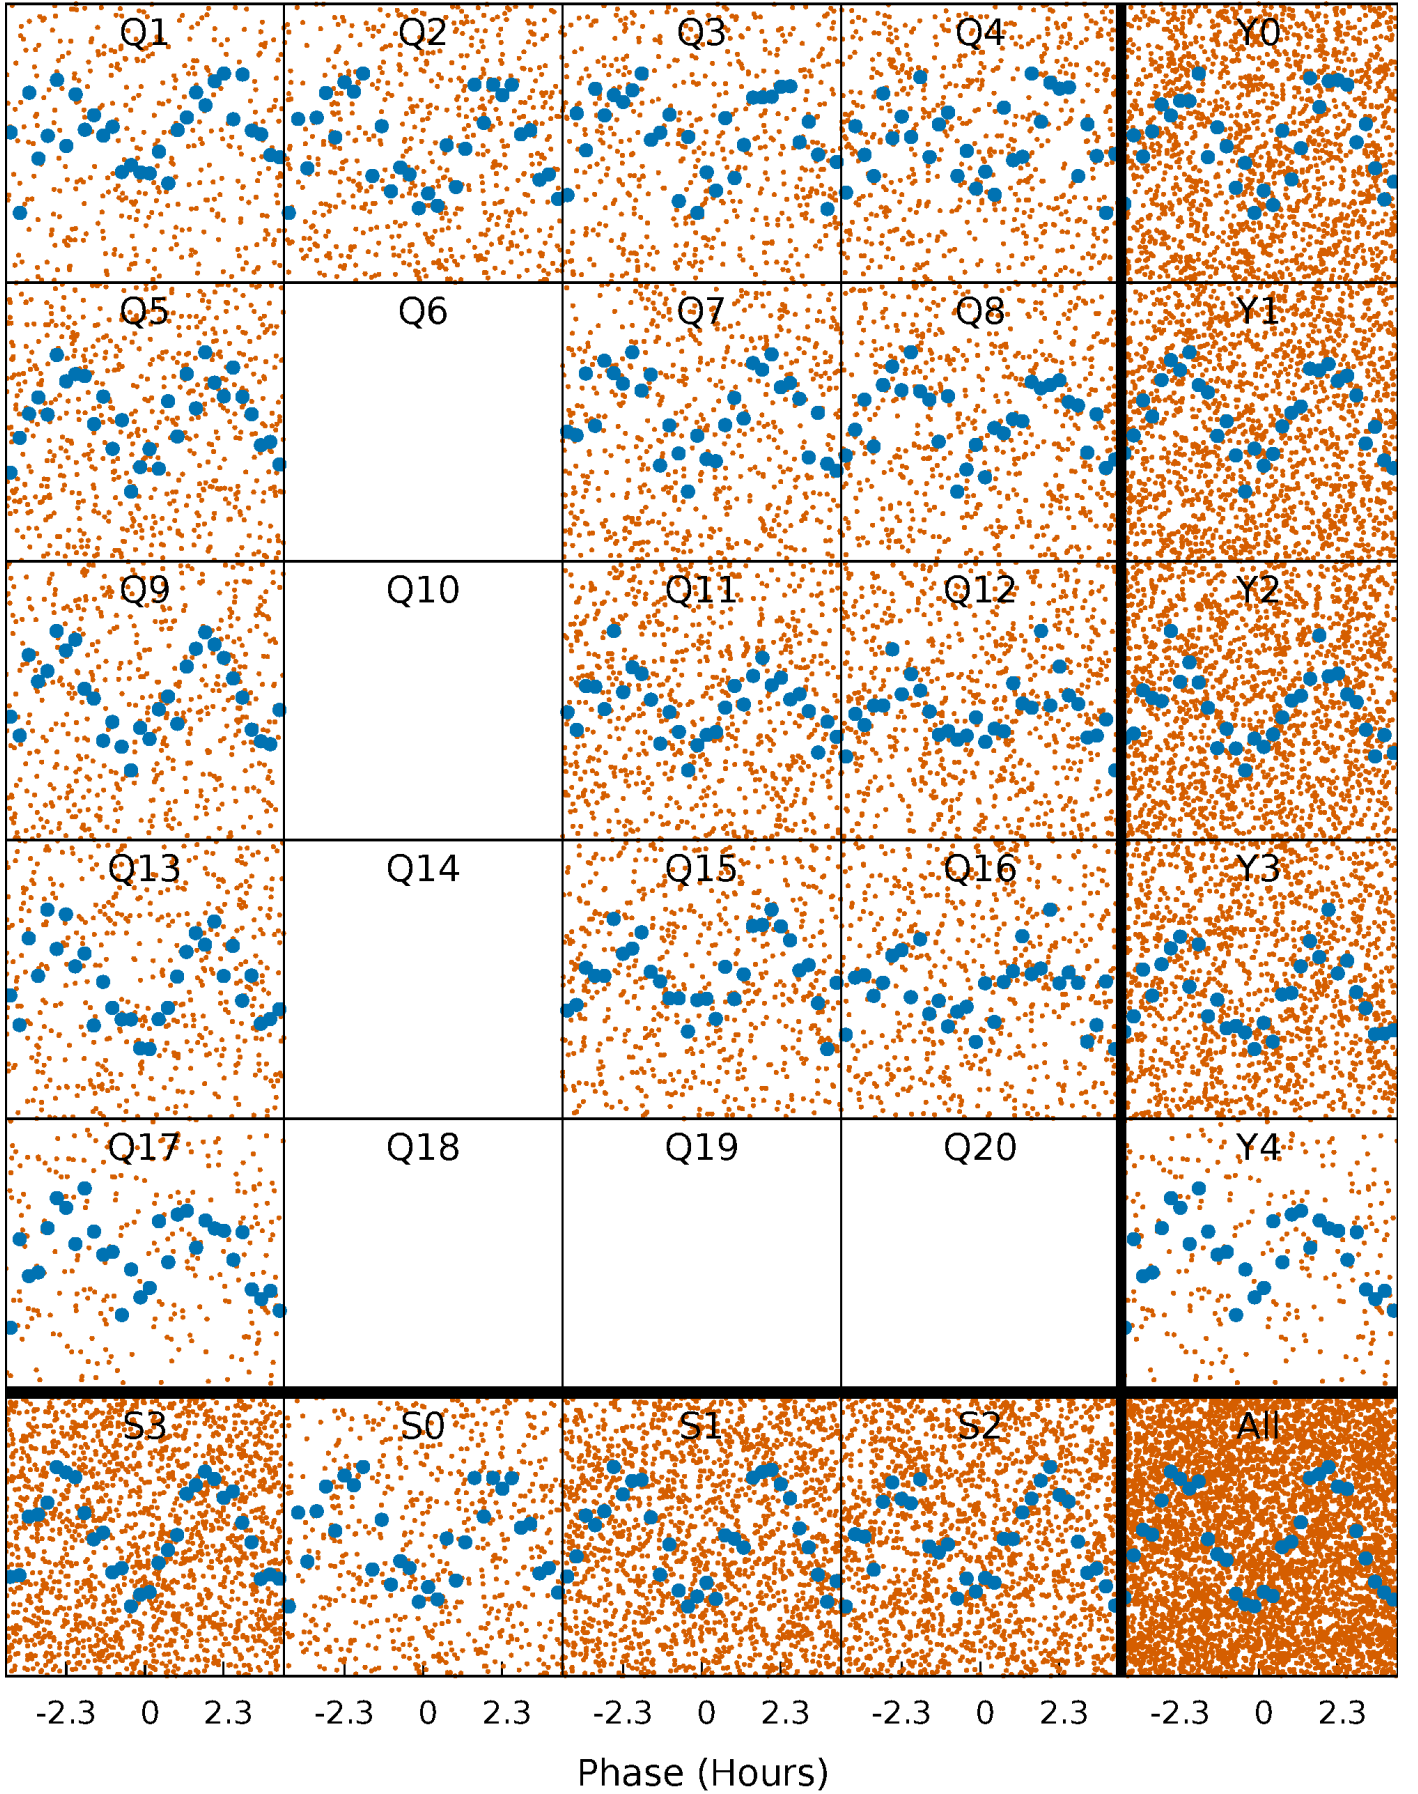 Q1 Q2 Q3 Q4 Y0
Q5 Q6 Q7 Q8 Y1
Q9 Q10 Q11 Q12 Y2
Q13 Q14 Q15 Q16 Y3
Q17 Q18 Q19 Q20 Y4
S3 S0 S1 S2 All
-2.3 0 2.3 -2.3 0 2.3 -2.3 0 2.3 -2.3 0 2.3 -2.3 0 2.3
Phase (Hours)